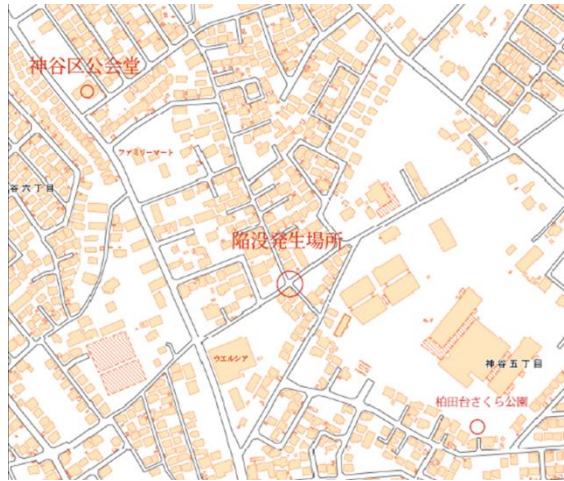 神谷区公会堂
ファミリーマート
谷六丁目
陥没発生場所
ウエルシア
神谷五丁目
柏田台さくら公園